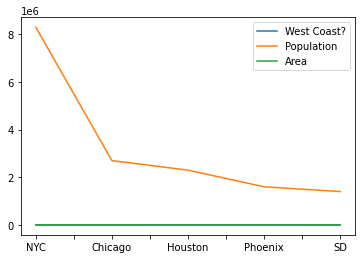 1e6
West Coast?
Population
Area
8
6
4
2
0
NYC Chicago Houston Phoenix SD